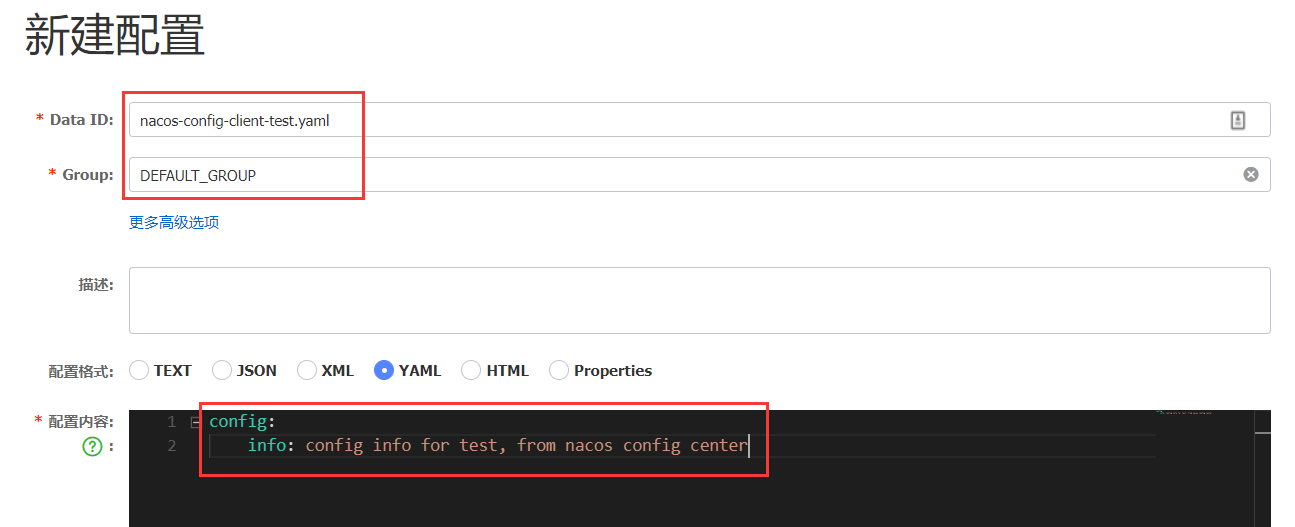 新建配置
* Data ID: nacos-config-client-test.yaml
* Group: DEFAULT_GROUP
更多高级选项
描述:
配置格式: TEXT JSON XML YAML HTML Properties
* 配置内容: 1 config:
? : 2 info: config info for test, from nacos config center